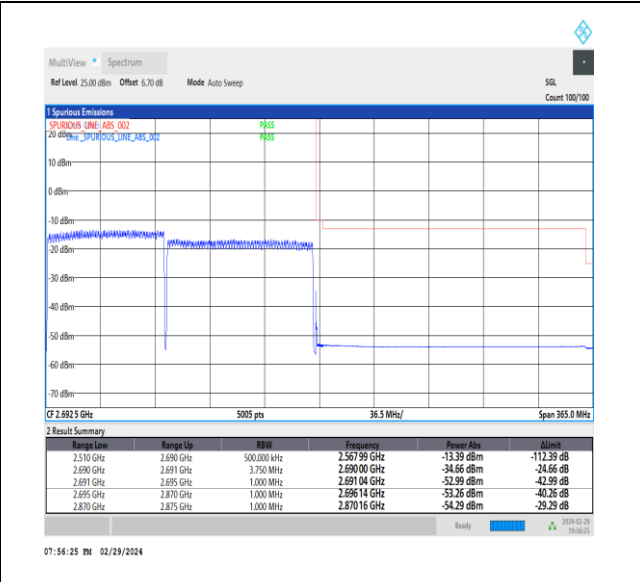 MultiView Spectrum
Ref Level 25.00 dBm Offset 6.70 dB Mode Auto Sweep SGL
Count 100/100
1 Spurious Emissions
SPURIOUS_LINE_ABS_002 PASS
20 dBm
Line _SPURIOUS_LINE_ABS_002 PASS
10 dBm
0 dBm
-10 dBm
-20 dBm
-30 dBm
-40 dBm
-50 dBm
-60 dBm
-70 dBm
CF 2.692 5 GHz 5005 pts 36.5 MHz/ Span 365.0 MHz
2 Result Summary
Range Low Range Up RBW Frequency Power Abs ΔLimit
2.510 GHz 2.690 GHz 500.000 kHz 2.567 99 GHz -13.39 dBm -112.39 dB
2.690 GHz 2.691 GHz 3.750 MHz 2.690 00 GHz -34.66 dBm -24.66 dB
2.691 GHz 2.695 GHz 1.000 MHz 2.691 04 GHz -52.99 dBm -42.99 dB
2.695 GHz 2.870 GHz 1.000 MHz 2.696 14 GHz -53.26 dBm -40.26 dB
2.870 GHz 2.875 GHz 1.000 MHz 2.870 16 GHz -54.29 dBm -29.29 dB
Ready 2024-02-29
19:56:25
07:56:25 PM 02/29/2024